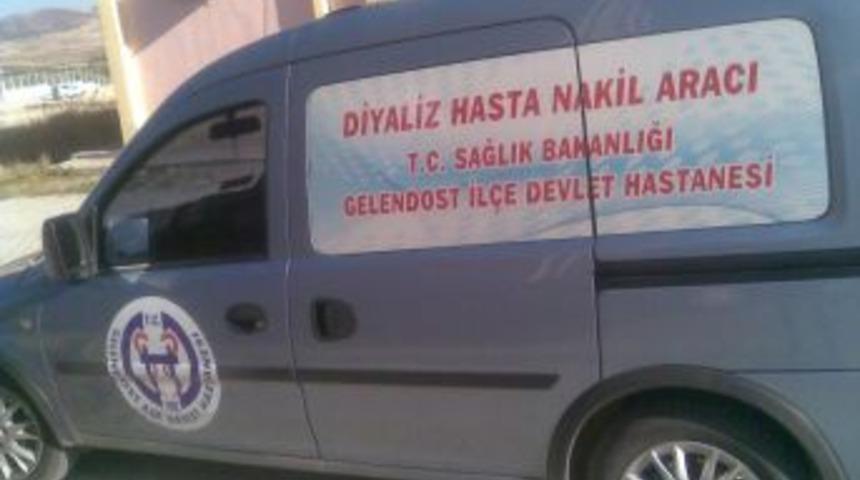 DİYALİZ HASTA NAKİL ARACI
T.C. SAĞLIK BAKANLIĞI
GELENDOST İLÇE DEVLET HASTANESİ
T.C.